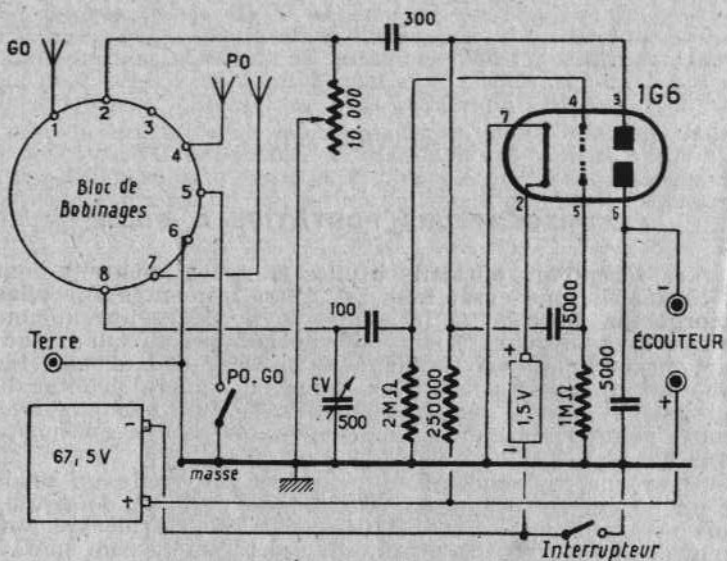 GO
PO
300
1G6
1
2
3
4
5
6
7
8
Bloc de
Bobinages
10.000
7
4
3
2
5
6
-
ÉCOUTEUR
+
Terre
PO.GO
100
CV
500
2MΩ
250000
5000
+
1,5V
-
1MΩ
5000
67,5V
-
+
masse
Interrupteur